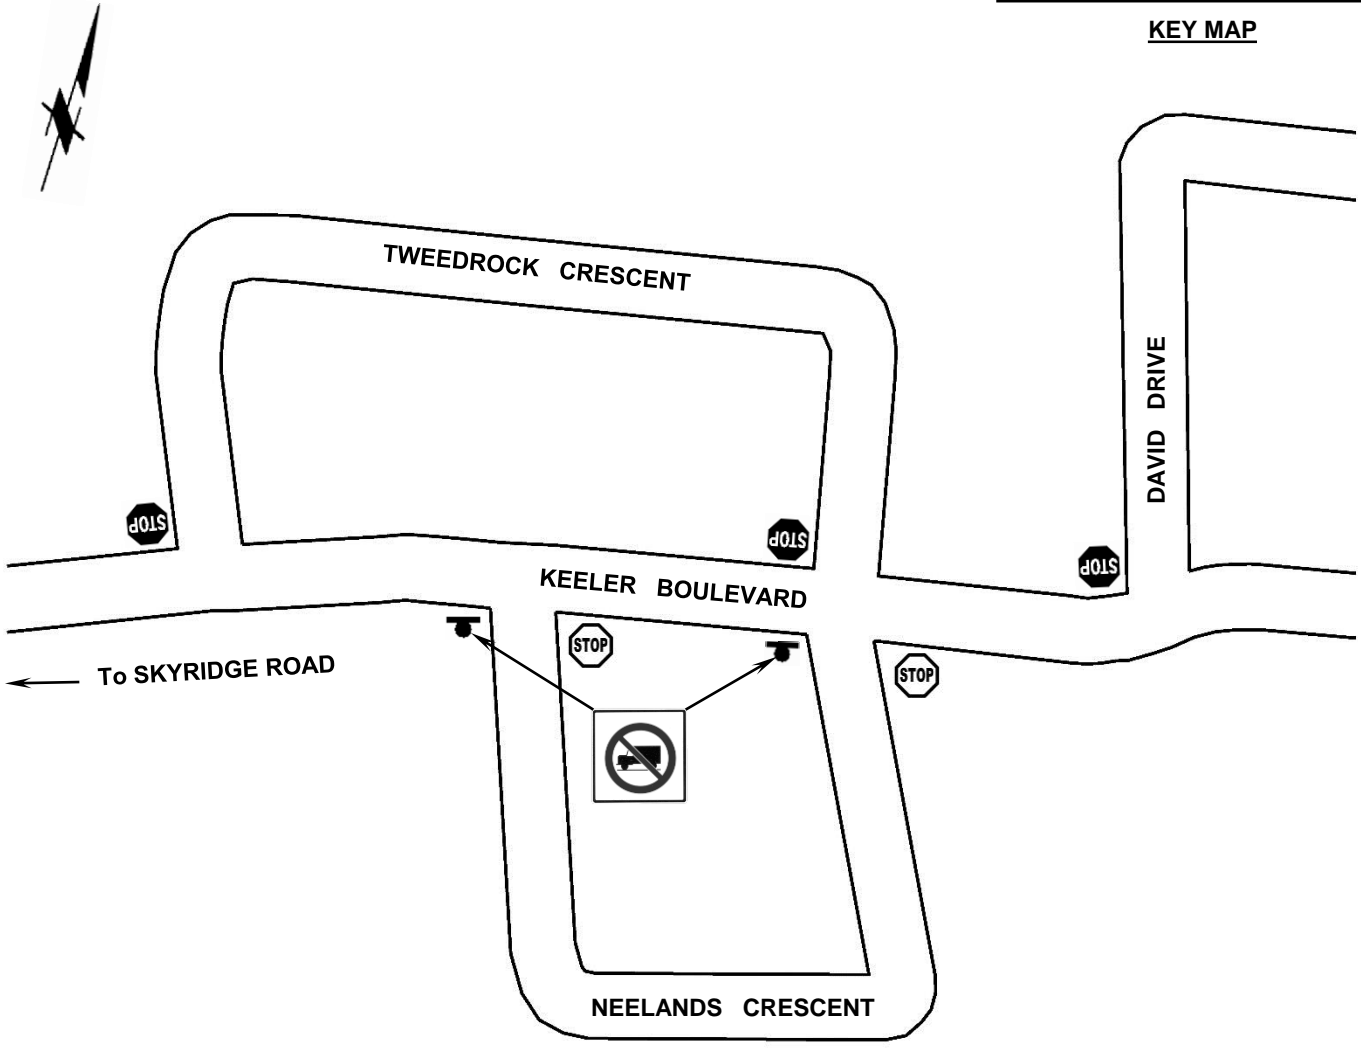 KEY MAP
TWEEDROCK CRESCENT
DAVID DRIVE
STOP
STOP
STOP
KEELER BOULEVARD
STOP
STOP
To SKYRIDGE ROAD
NEELANDS CRESCENT